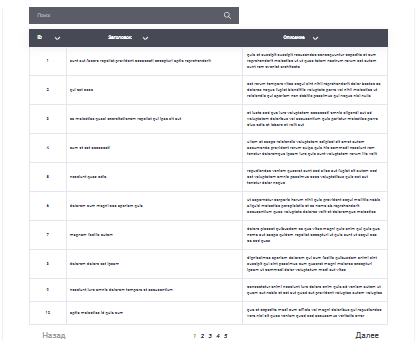 Поиск
ID Заголовок Описание
quia et suscipit suscipit recusandae consequuntur expedita et cum
1 sunt aut facere repellat provident occaecati excepturi optio reprehenderit reprehenderit molestiae ut ut quas totam nostrum rerum est autem
sunt rem eveniet architecto
est rerum tempore vitae sequi sint nihil reprehenderit dolor beatae ea
2 qui est esse dolores neque fugiat blanditiis voluptate porro vel nihil molestiae ut
reiciendis qui aperiam non debitis possimus qui neque nisi nulla
et iusto sed quo iure voluptatem occaecati omnis eligendi aut ad
3 ea molestias quasi exercitationem repellat qui ipsa sit aut voluptatem doloribus vel accusantium quis pariatur molestiae porro
eius odio et labore et velit aut
ullam et saepe reiciendis voluptatem adipisci sit amet autem
4 eum et est occaecati assumenda provident rerum culpa quis hic commodi nesciunt rem
tenetur doloremque ipsam iure quis sunt voluptatem rerum illo velit
repudiandae veniam quaerat sunt sed alias aut fugiat sit autem sed
5 nesciunt quas odio est voluptatem omnis possimus esse voluptatibus quis est aut
tenetur dolor neque
ut aspernatur corporis harum nihil quis provident sequi mollitia nobis
6 dolorem eum magni eos aperiam quia aliquid molestiae perspiciatis et ea nemo ab reprehenderit
accusantium quas voluptate dolores velit et doloremque molestiae
dolore placeat quibusdam ea quo vitae magni quis enim qui quis quo
7 magnam facilis autem nemo aut saepe quidem repellat excepturi ut quia sunt ut sequi eos
ea sed quas
dignissimos aperiam dolorem qui eum facilis quibusdam animi sint
8 dolorem dolore est ipsam suscipit qui sint possimus cum quaerat magni maiores excepturi
ipsam ut commodi dolor voluptatum modi aut vitae
9 nesciunt iure omnis dolorem tempora et accusantium consectetur animi nesciunt iure dolore enim quia ad veniam autem ut
quam aut nobis et est aut quod aut provident voluptas autem voluptas
10 optio molestias id quia eum quo et expedita modi cum officia vel magni doloribus qui repudiandae
vero nisi sit quos veniam quod sed accusamus veritatis error
Назад 1 2 3 4 5 Далее